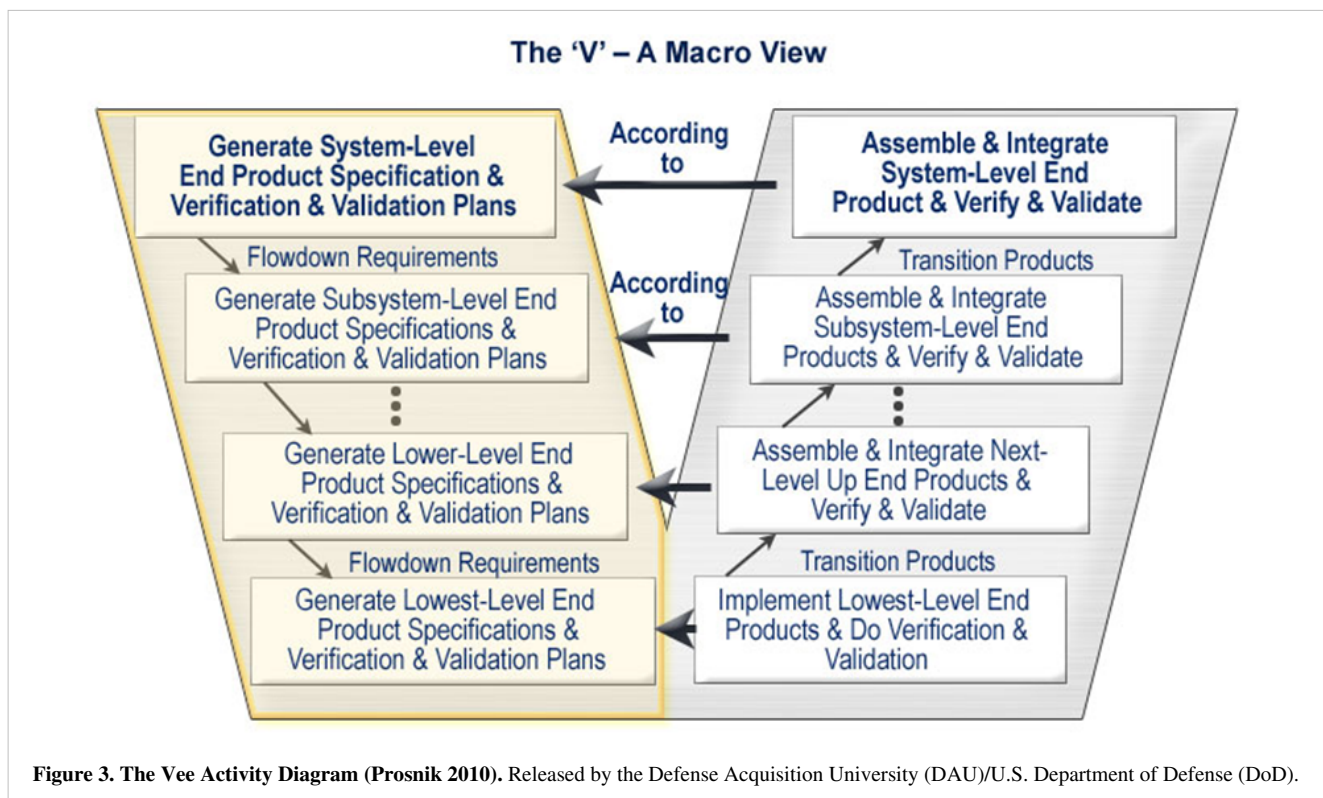 The ‘V’ – A Macro View
Generate System-Level
End Product Specification &
Verification & Validation Plans
According
to
Assemble & Integrate
System-Level End
Product & Verify & Validate
Flowdown Requirements
Transition Products
Generate Subsystem-Level End
Product Specifications &
Verification & Validation Plans
According
to
Assemble & Integrate
Subsystem-Level End
Products & Verify & Validate
Generate Lower-Level End
Product Specifications &
Verification & Validation Plans
Assemble & Integrate Next-
Level Up End Products &
Verify & Validate
Flowdown Requirements
Transition Products
Generate Lowest-Level End
Product Specifications &
Verification & Validation Plans
Implement Lowest-Level End
Products & Do Verification &
Validation
Figure 3. The Vee Activity Diagram (Prosnik 2010). Released by the Defense Acquisition University (DAU)/U.S. Department of Defense (DoD).